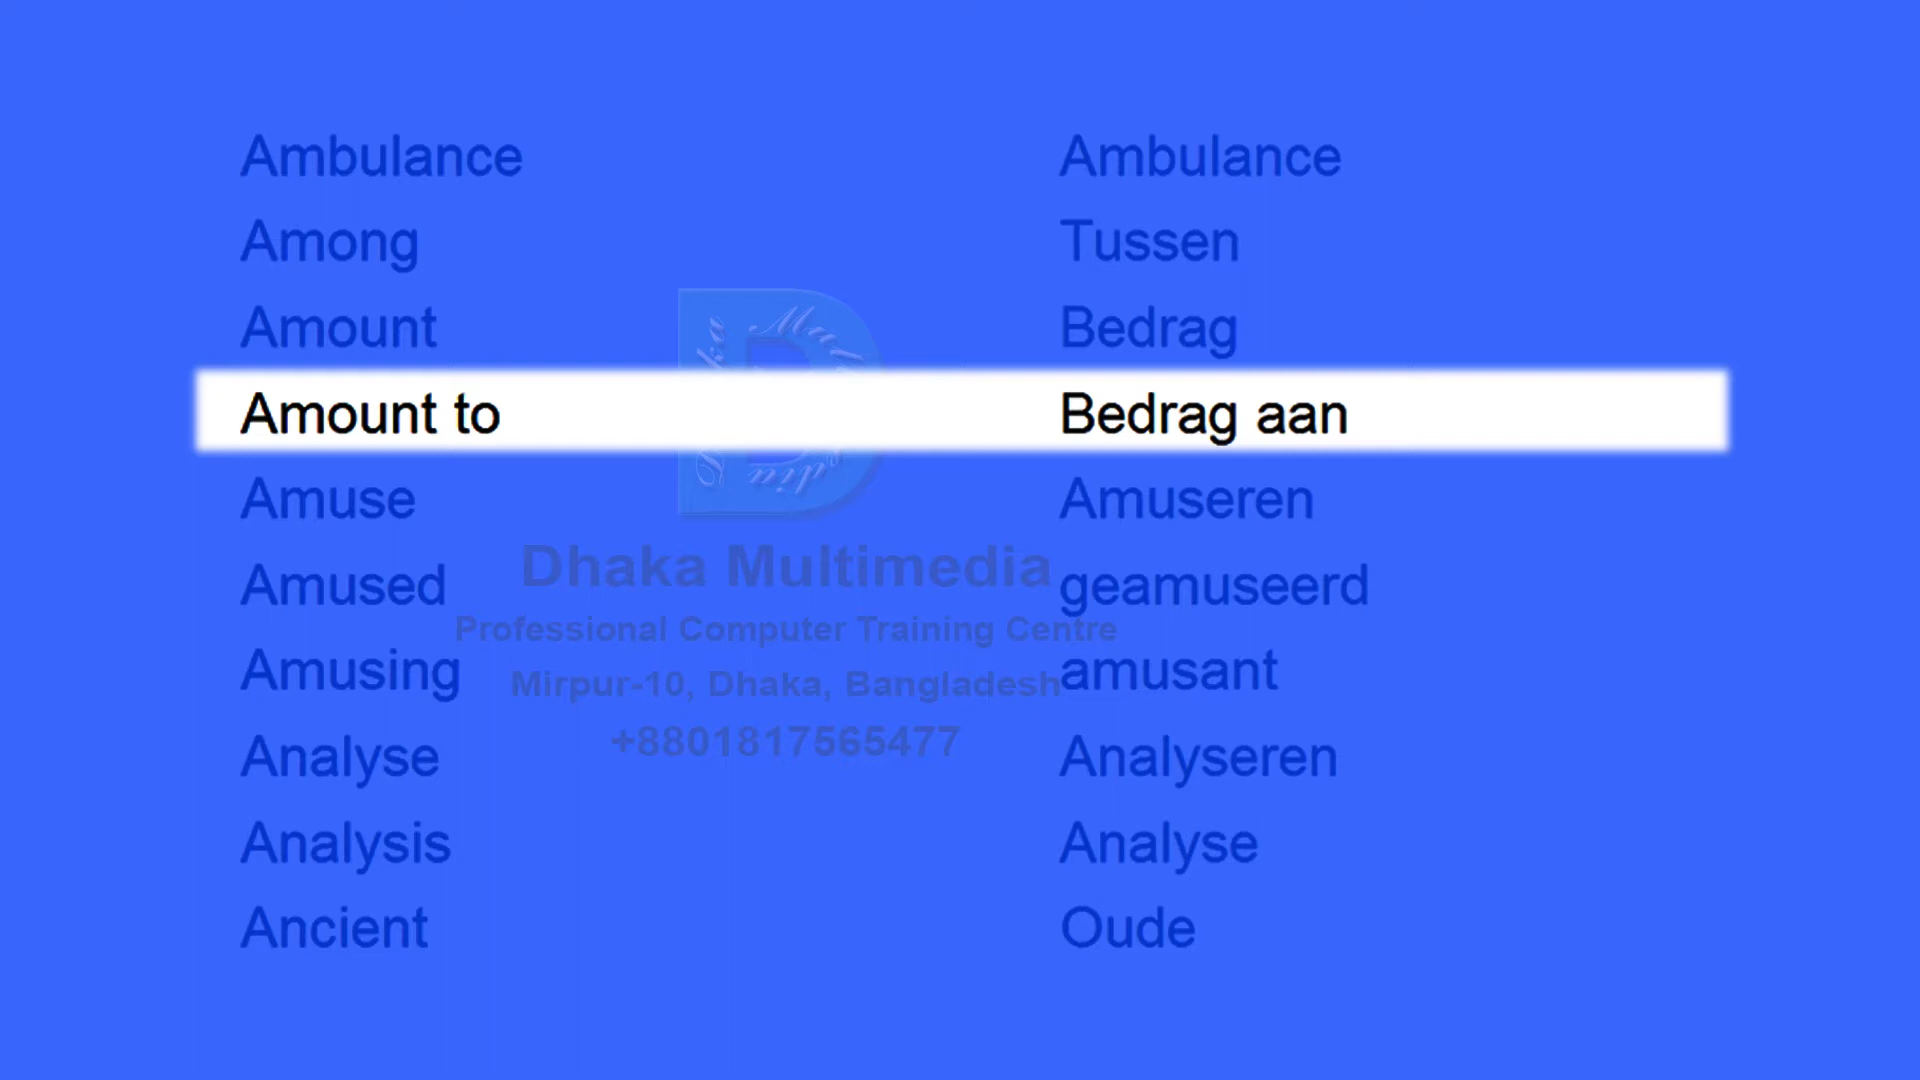 Ambulance Ambulance
Among Tussen
Amount Bedrag
Amount to Bedrag aan
Amuse Amuseren
Dhaka Multimedia
Amused geamuseerd
Professional Computer Training Centre
Amusing amusant
Mirpur-10, Dhaka, Bangladesh
+8801817565477
Analyse Analyseren
Analysis Analyse
Ancient Oude